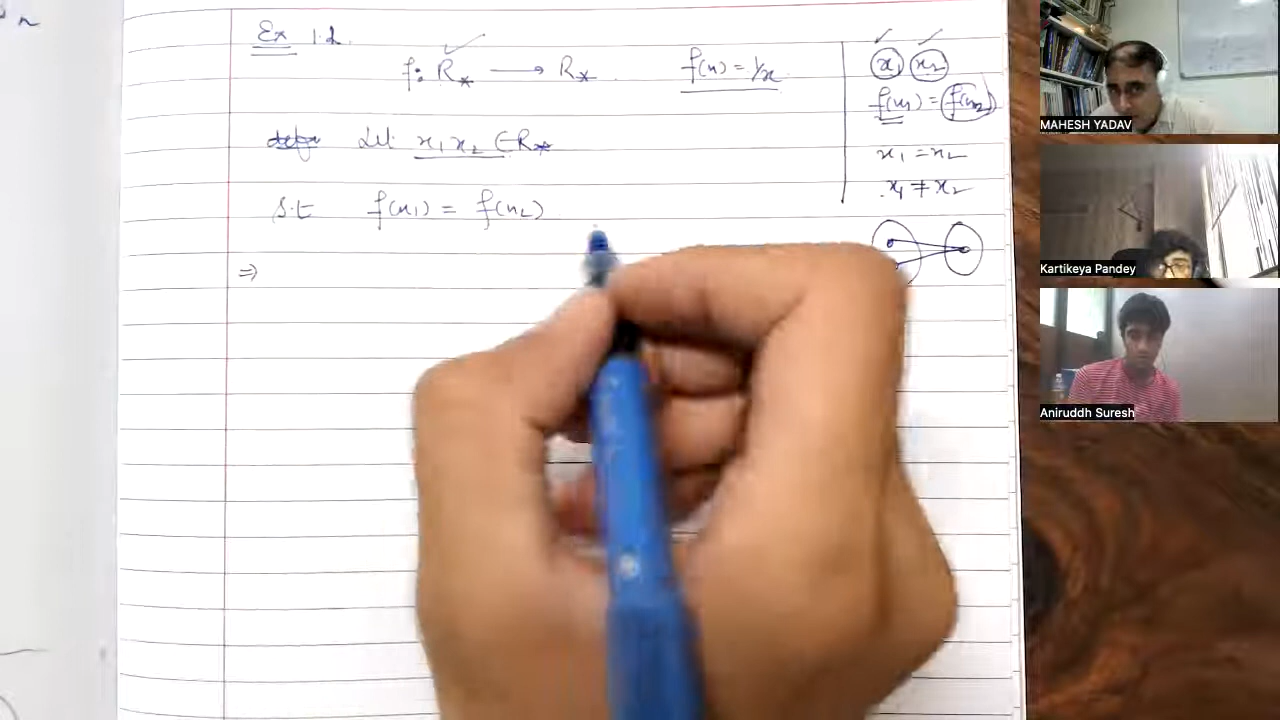 Ex 1.2.
f: R* ⟶ R* . f(x) = 1/x
Let x₁ x₂ ∈ R*
S.t f(x₁) = f(x₂)
⇒
x₁ x₂
f(x₁) = f(x₂)
x₁ = x₂
x₁ ≠ x₂
MAHESH YADAV
Kartikeya Pandey
Aniruddh Suresh